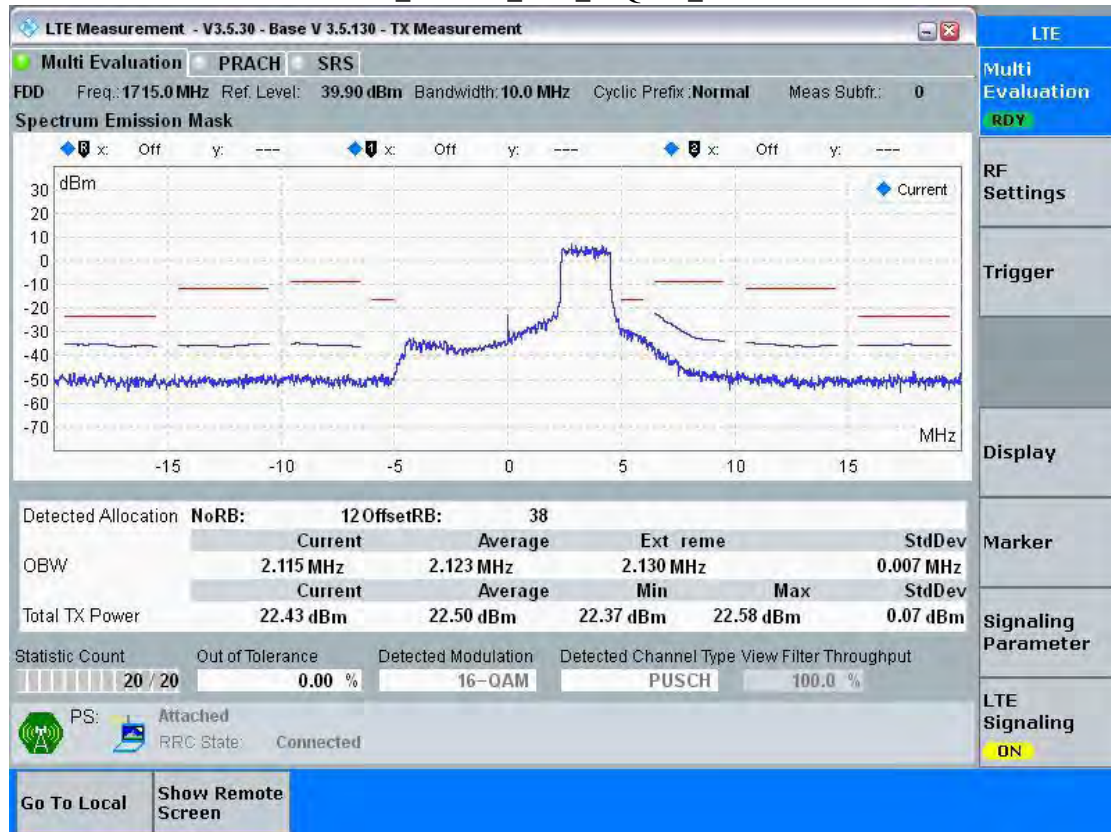 LTE Measurement - V3.5.30 - Base V 3.5.130 - TX Measurement
LTE
Multi Evaluation PRACH SRS
Multi
Evaluation
RDY
FDD Freq.: 1715.0 MHz Ref. Level: 39.90 dBm Bandwidth: 10.0 MHz Cyclic Prefix : Normal Meas Subfr.: 0
Spectrum Emission Mask
R x: Off y: --- 1 x: Off y: --- 2 x: Off y: ---
dBm
Current
30
20
10
0
-10
-20
-30
-40
-50
-60
-70
MHz
-15 -10 -5 0 5 10 15
RF
Settings
Trigger
Display
Marker
Signaling
Parameter
LTE
Signaling
ON
Detected Allocation NoRB: 12 OffsetRB: 38
Current Average Ext reme StdDev
OBW 2.115 MHz 2.123 MHz 2.130 MHz 0.007 MHz
Current Average Min Max StdDev
Total TX Power 22.43 dBm 22.50 dBm 22.37 dBm 22.58 dBm 0.07 dBm
Statistic Count Out of Tolerance Detected Modulation Detected Channel Type View Filter Throughput
20 / 20 0.00 % 16-QAM PUSCH 100.0 %
PS: Attached
RRC State: Connected
Go To Local
Show Remote
Screen